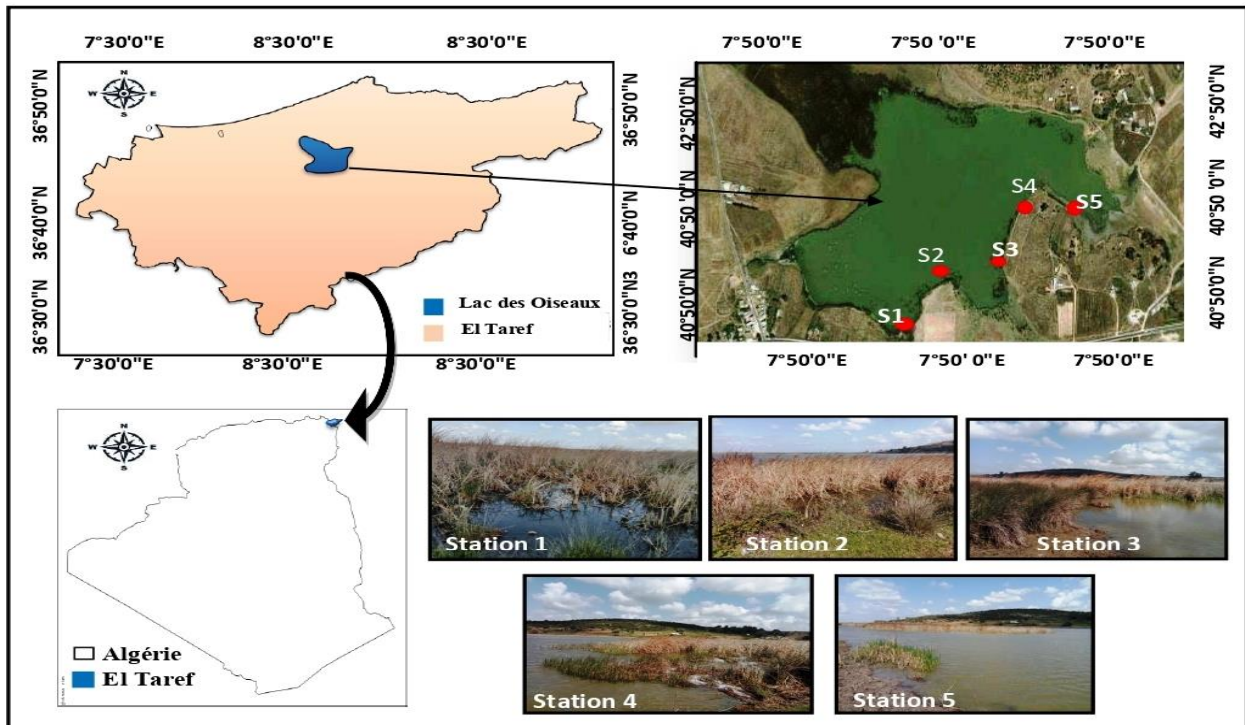 7°30'0"E 8°30'0"E 8°30'0"E
36°50'0"N
36°40'0"N
36°30'0"N
36°50'0"N
6°40'0"N
36°30'0"N3
N
W E
S
Lac des Oiseaux
El Taref
7°30'0"E 8°30'0"E 8°30'0"E
7°50'0"E 7°50'0"E 7°50'0"E
42°50'0"N
40°50'0"N
40°50'0"N
42°50'0"N
40°50'0"N
40°50'0"N
S4
S5
S2
S3
S1
7°50'0"E 7°50'0"E 7°50'0"E
N
W E
S
Algérie
El Taref
Station 1
Station 2
Station 3
Station 4
Station 5